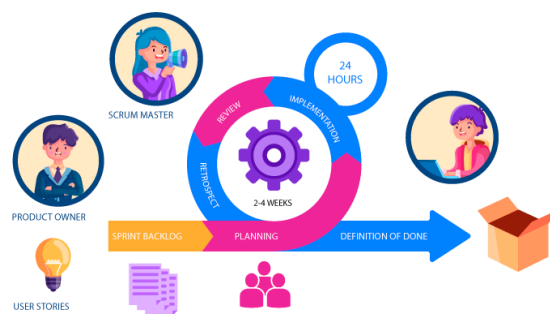 24
HOURS
SCRUM MASTER
REVIEW
IMPLEMENTATION
RETROSPECT
2-4 WEEKS
PRODUCT OWNER
SPRINT BACKLOG
PLANNING
DEFINITION OF DONE
USER STORIES